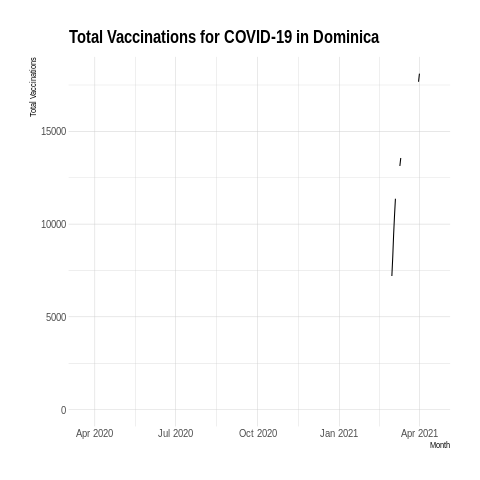 Total Vaccinations for COVID-19 in Dominica
Total Vaccinations
15000
10000
5000
0
Apr 2020 Jul 2020 Oct 2020 Jan 2021 Apr 2021
Month